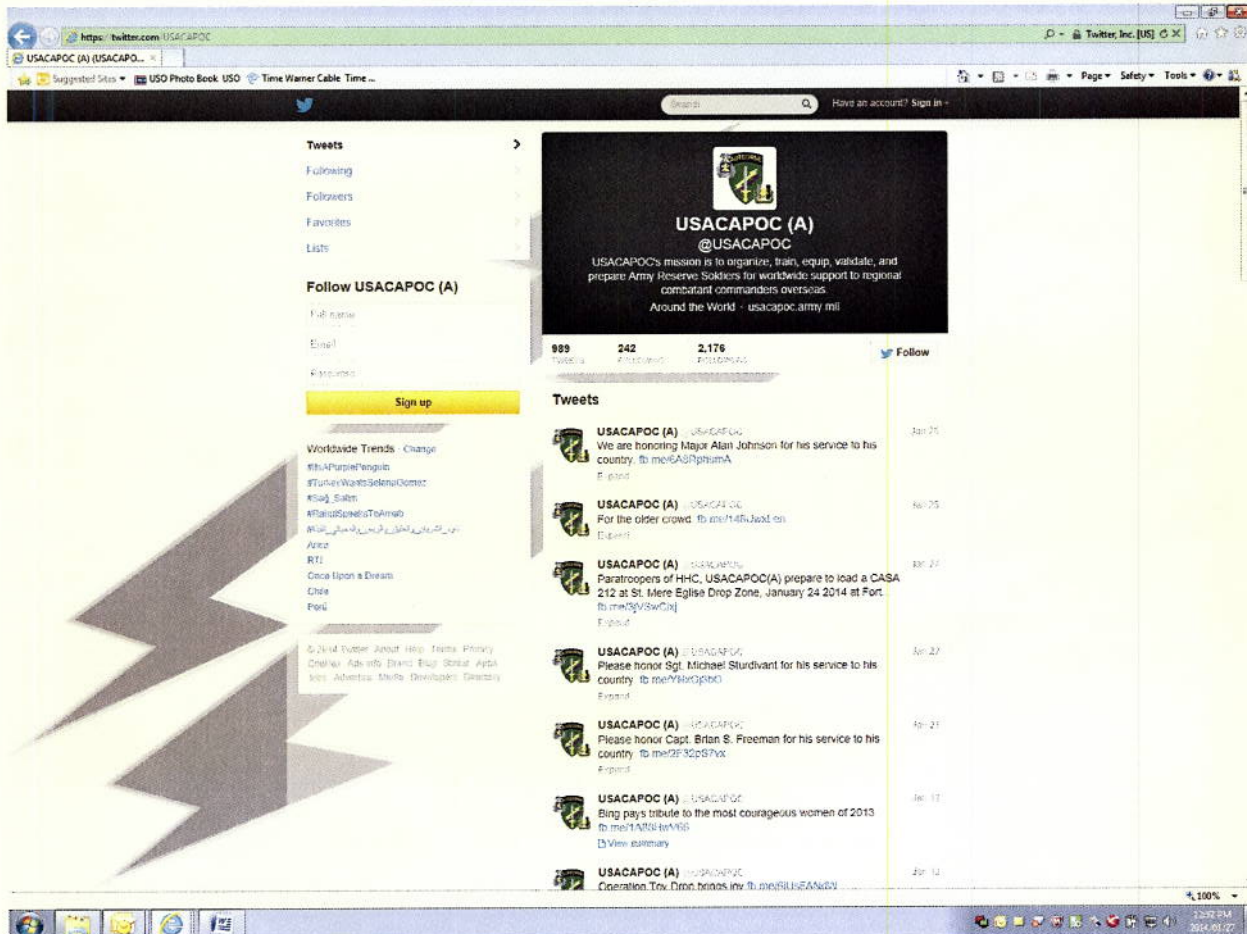 https://twitter.com/USACAPOC
Twitter, Inc. [US]
USACAPOC (A) (USACAPO...
Suggested Sites
USO Photo Book USO
Time Warner Cable Time ...
Page
Safety
Tools
Search
Have an account? Sign in
Tweets
Following
Followers
Favorites
Lists
Follow USACAPOC (A)
Full name
Email
Password
Sign up
Worldwide Trends · Change
#TurkeyWantsSelenaGomez
RT1
Once Upon a Dream
Chile
Perú
© 2014 Twitter About Help Terms Privacy
Cookies Ads info Brand Blog Status Apps
Jobs Advertise Media Developers Directory
USACAPOC (A)
@USACAPOC
USACAPOC's mission is to organize, train, equip, validate, and
prepare Army Reserve Soldiers for worldwide support to regional
combatant commanders overseas.
Around the World · usacapoc.army.mil
989 242 2,176
TWEETS FOLLOWING FOLLOWERS
Follow
Tweets
USACAPOC (A) @USACAPOC
We are honoring Major Alan Johnson for his service to his
country.
Expand
USACAPOC (A) @USACAPOC
For the older crowd.
Expand
USACAPOC (A) @USACAPOC
Paratroopers of HHC, USACAPOC(A) prepare to load a CASA
212 at St. Mere Eglise Drop Zone, January 24 2014 at Fort
Expand
USACAPOC (A) @USACAPOC
Please honor Sgt. Michael Sturdivant for his service to his
country.
Expand
USACAPOC (A) @USACAPOC
Please honor Capt. Brian S. Freeman for his service to his
country.
Expand
USACAPOC (A) @USACAPOC
Bing pays tribute to the most courageous women of 2013
View summary
USACAPOC (A) @USACAPOC
Operation Toy Drop brings joy
100%
12:52 PM
2014/01/27